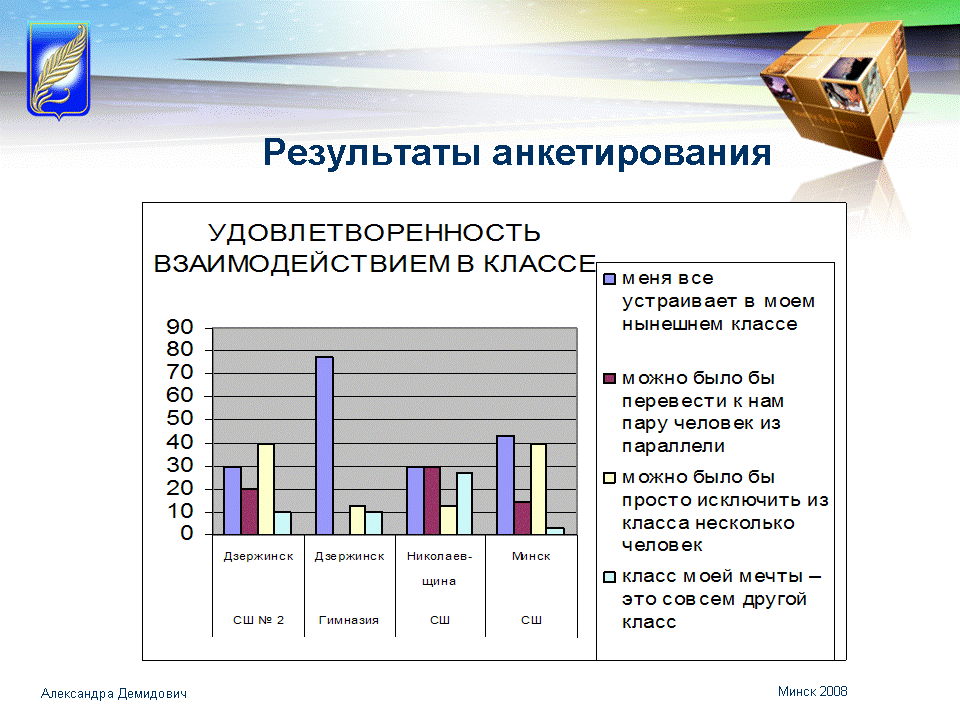 Результаты анкетирования
УДОВЛЕТВОРЕННОСТЬ
ВЗАИМОДЕЙСТВИЕМ В КЛАССЕ
90
80
70
60
50
40
30
20
10
0
Дзержинск
Дзержинск
Николаев-
щина
Минск
СШ № 2
Гимназия
СШ
СШ
меня все
устраивает в моем
нынешнем классе
можно было бы
перевести к нам
пару человек из
параллели
можно было бы
просто исключить из
класса несколько
человек
класс моей мечты –
это совсем другой
класс
Александра Демидович
Минск 2008